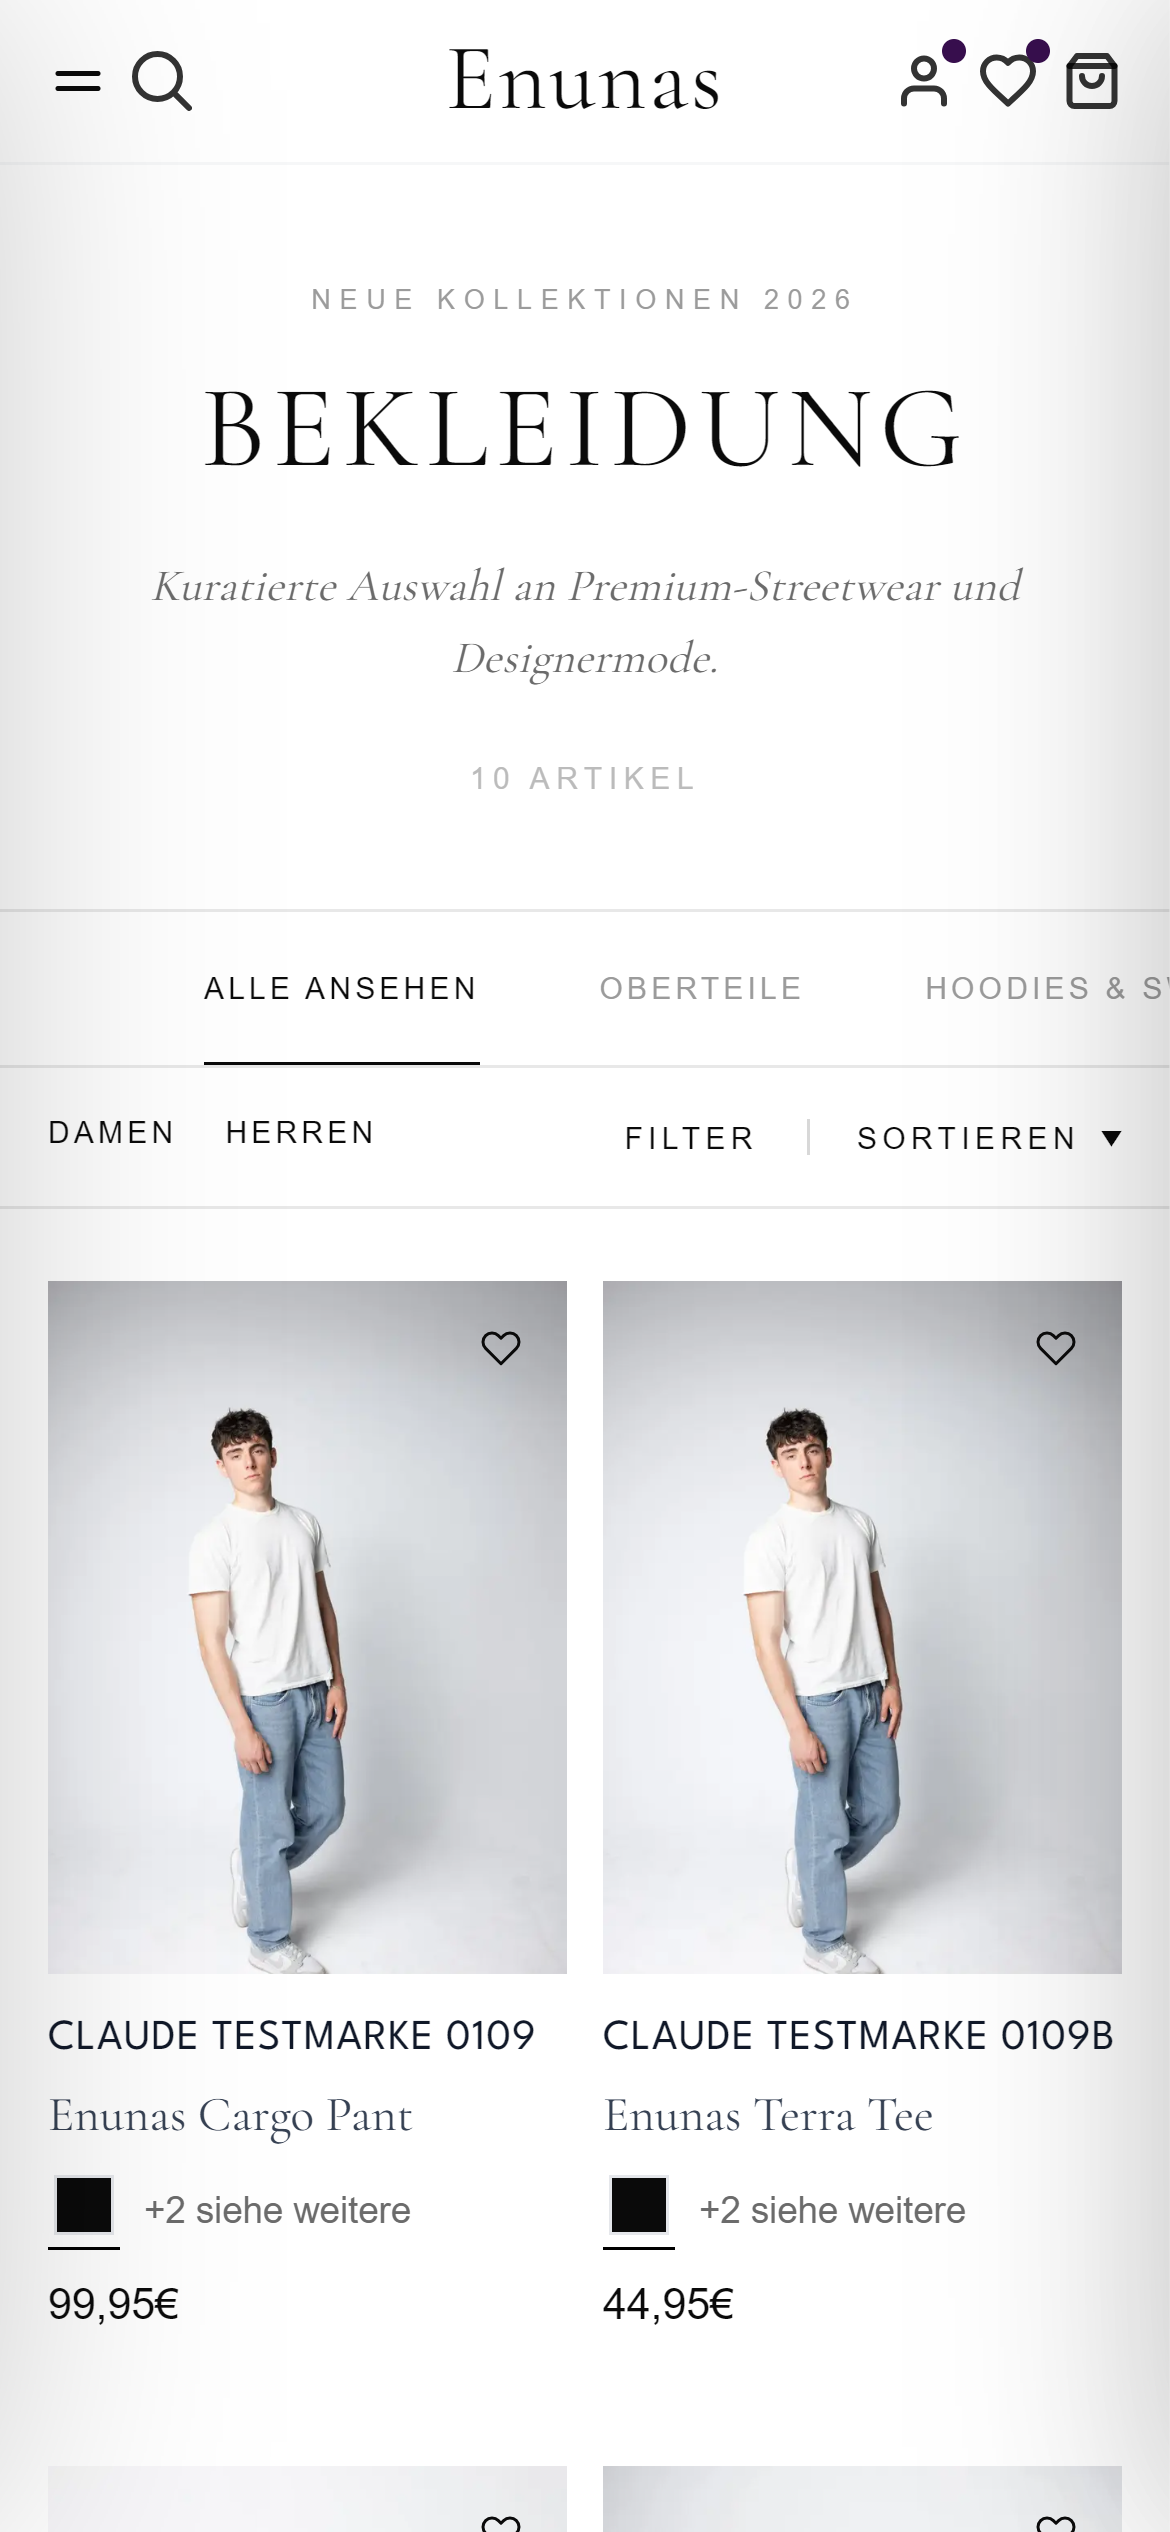 Enunas
NEUE KOLLEKTIONEN 2026
BEKLEIDUNG
Kuratierte Auswahl an Premium-Streetwear und
Designermode.
10 ARTIKEL
ALLE ANSEHEN OBERTEILE HOODIES &
DAMEN HERREN FILTER SORTIEREN
CLAUDE TESTMARKE 0109 CLAUDE TESTMARKE 0109B
Enunas Cargo Pant Enunas Terra Tee
+2 siehe weitere +2 siehe weitere
99,95€ 44,95€